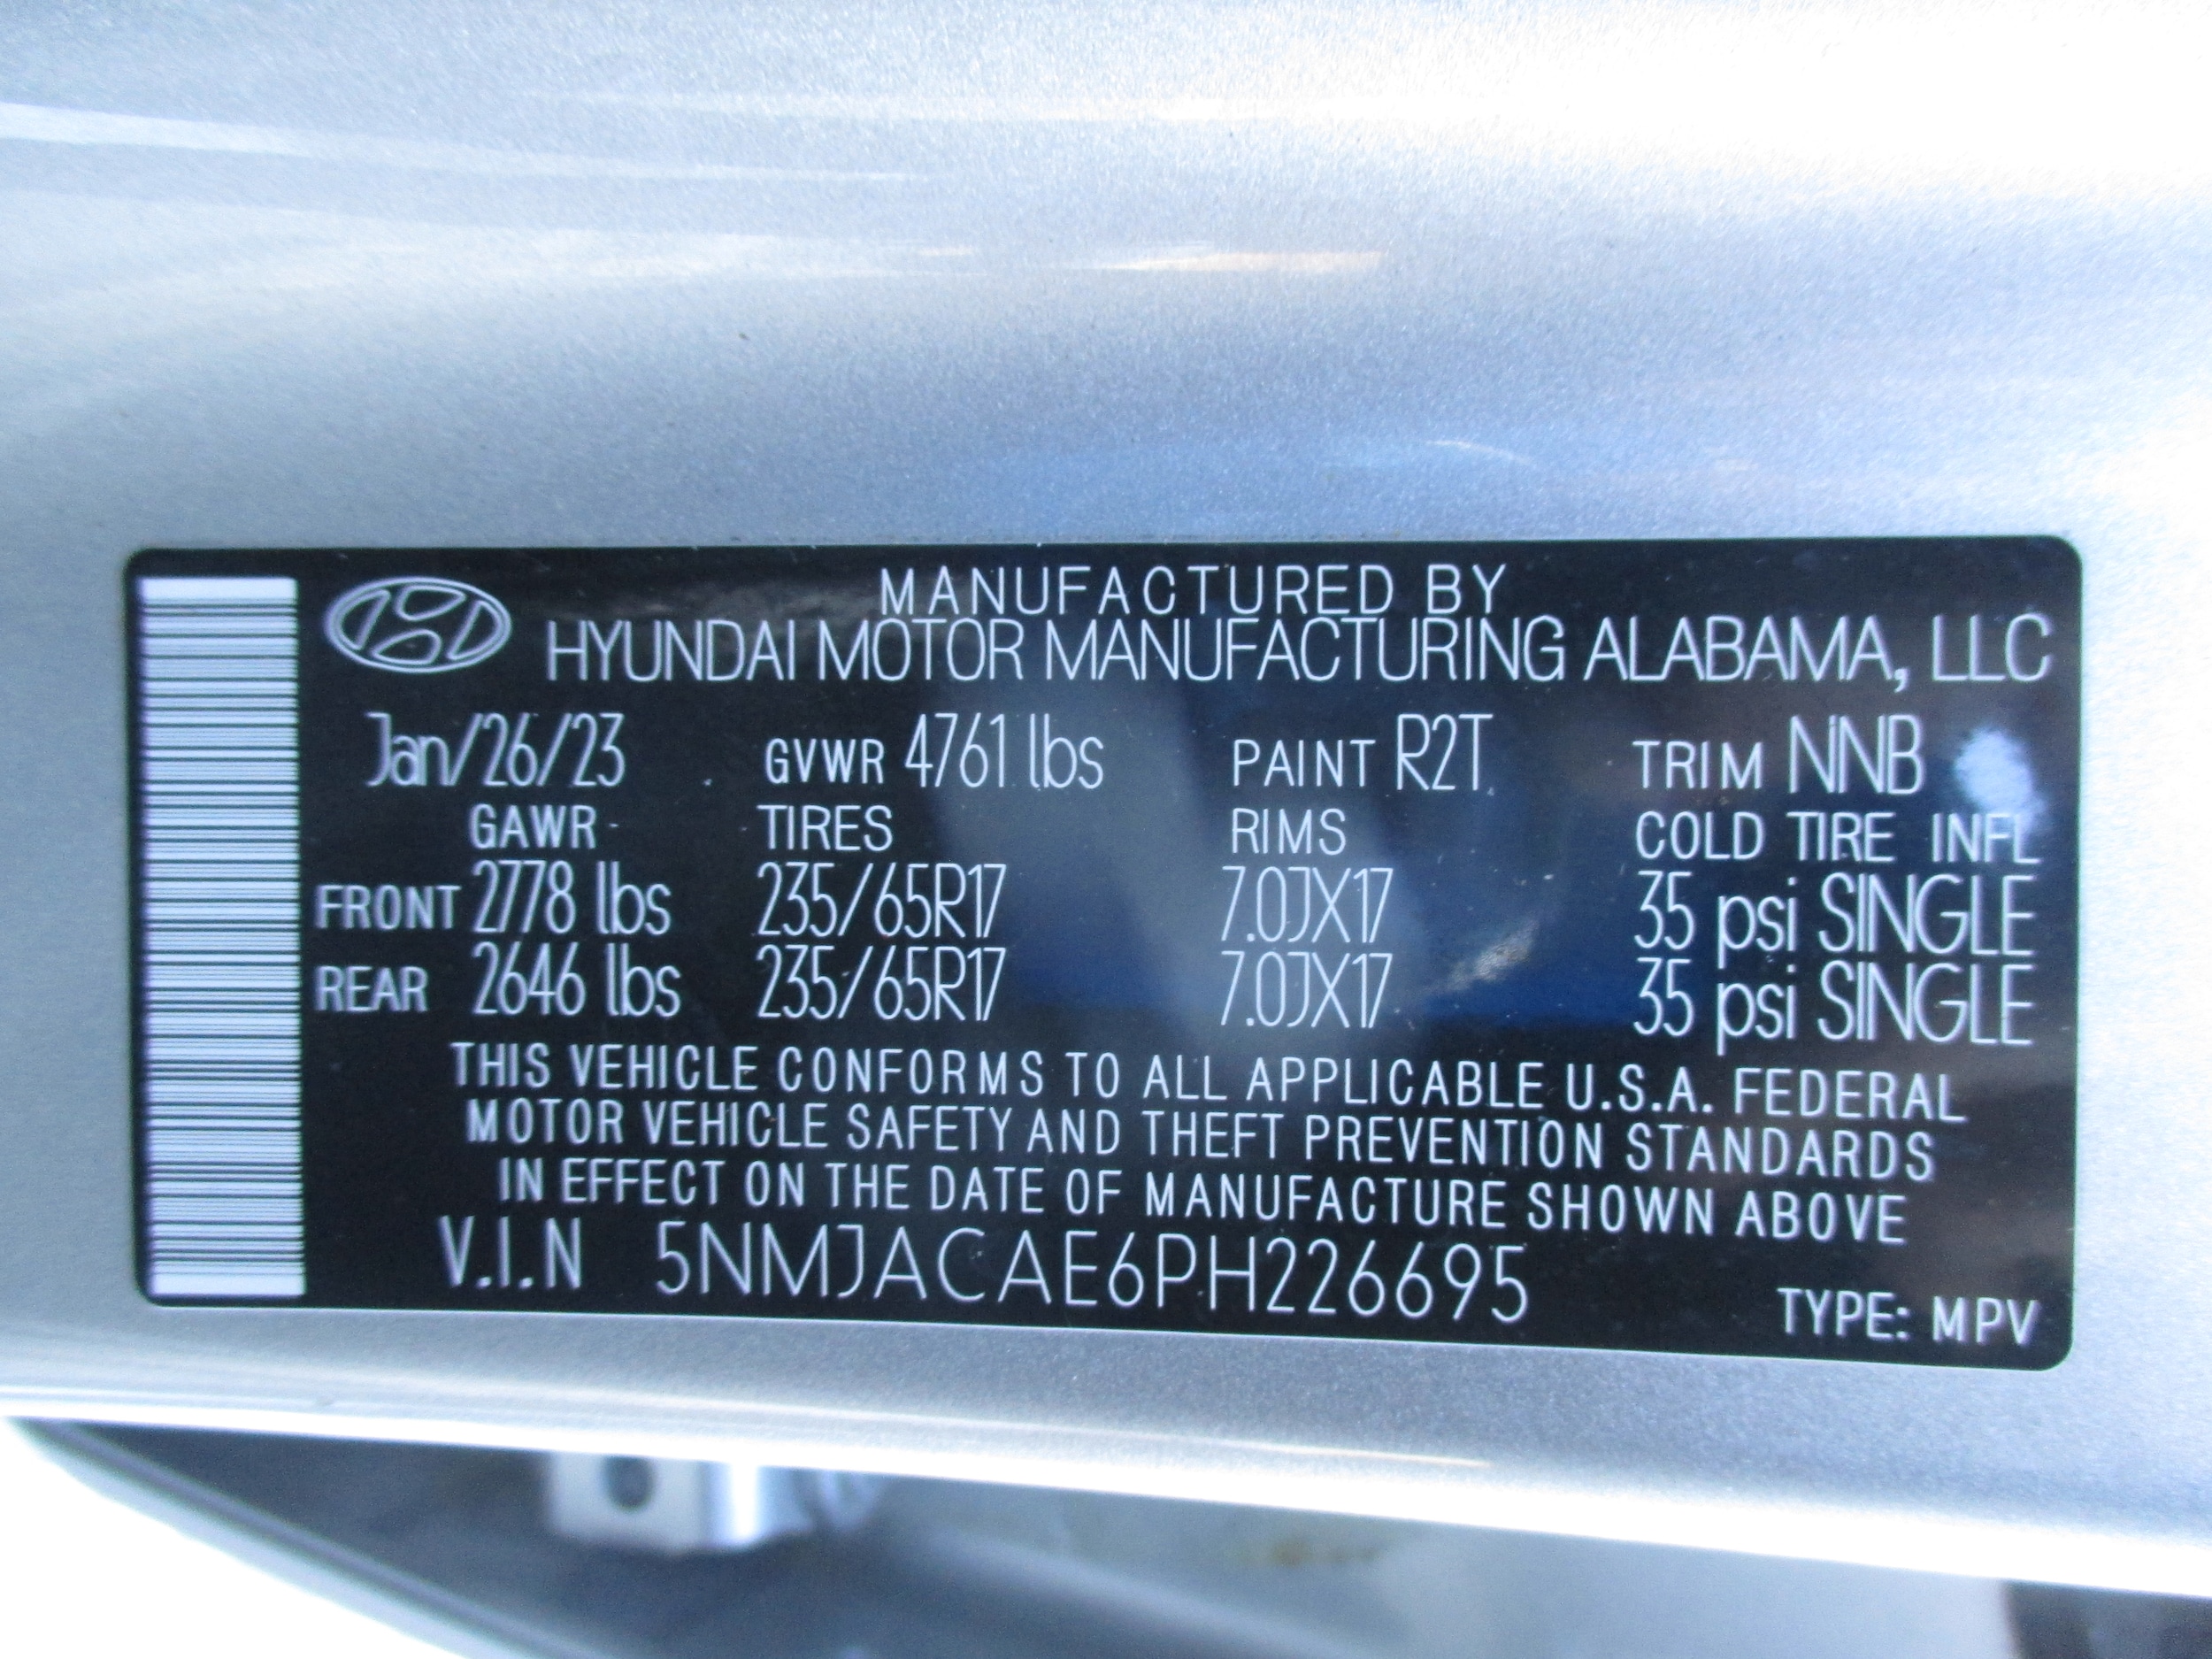 MANUFACTURED BY
HYUNDAI MOTOR MANUFACTURING ALABAMA, LLC
Jan/26/23 GVWR 4761 lbs PAINT R2T TRIM NNB
GAWR TIRES RIMS COLD TIRE INFL
FRONT 2778 lbs 235/65R17 7.0JX17 35 psi SINGLE
REAR 2646 lbs 235/65R17 7.0JX17 35 psi SINGLE
THIS VEHICLE CONFORMS TO ALL APPLICABLE U.S.A. FEDERAL
MOTOR VEHICLE SAFETY AND THEFT PREVENTION STANDARDS
IN EFFECT ON THE DATE OF MANUFACTURE SHOWN ABOVE
V.I.N 5NMJACAE6PH226695
TYPE: MPV